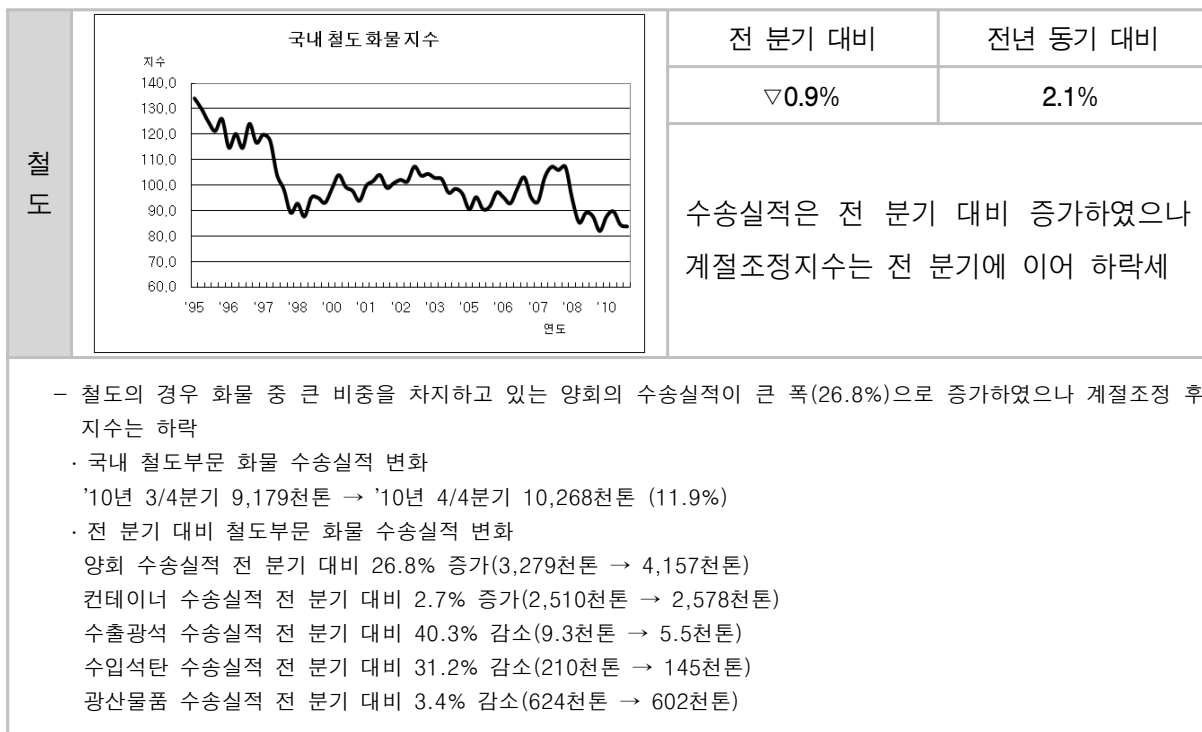 철도
국내 철도 화물 지수
지수
140.0
130.0
120.0
110.0
100.0
90.0
80.0
70.0
60.0
'95 '96 '97 '98 '00 '01 '02 '03 '05 '06 '07 '08 '10
연도
전 분기 대비 전년 동기 대비
▽0.9% 2.1%
수송실적은 전 분기 대비 증가하였으나
계절조정지수는 전 분기에 이어 하락세
- 철도의 경우 화물 중 큰 비중을 차지하고 있는 양회의 수송실적이 큰 폭(26.8%)으로 증가하였으나 계절조정 후
지수는 하락
· 국내 철도부문 화물 수송실적 변화
'10년 3/4분기 9,179천톤 → '10년 4/4분기 10,268천톤 (11.9%)
· 전 분기 대비 철도부문 화물 수송실적 변화
양회 수송실적 전 분기 대비 26.8% 증가(3,279천톤 → 4,157천톤)
컨테이너 수송실적 전 분기 대비 2.7% 증가(2,510천톤 → 2,578천톤)
수출광석 수송실적 전 분기 대비 40.3% 감소(9.3천톤 → 5.5천톤)
수입석탄 수송실적 전 분기 대비 31.2% 감소(210천톤 → 145천톤)
광산물품 수송실적 전 분기 대비 3.4% 감소(624천톤 → 602천톤)